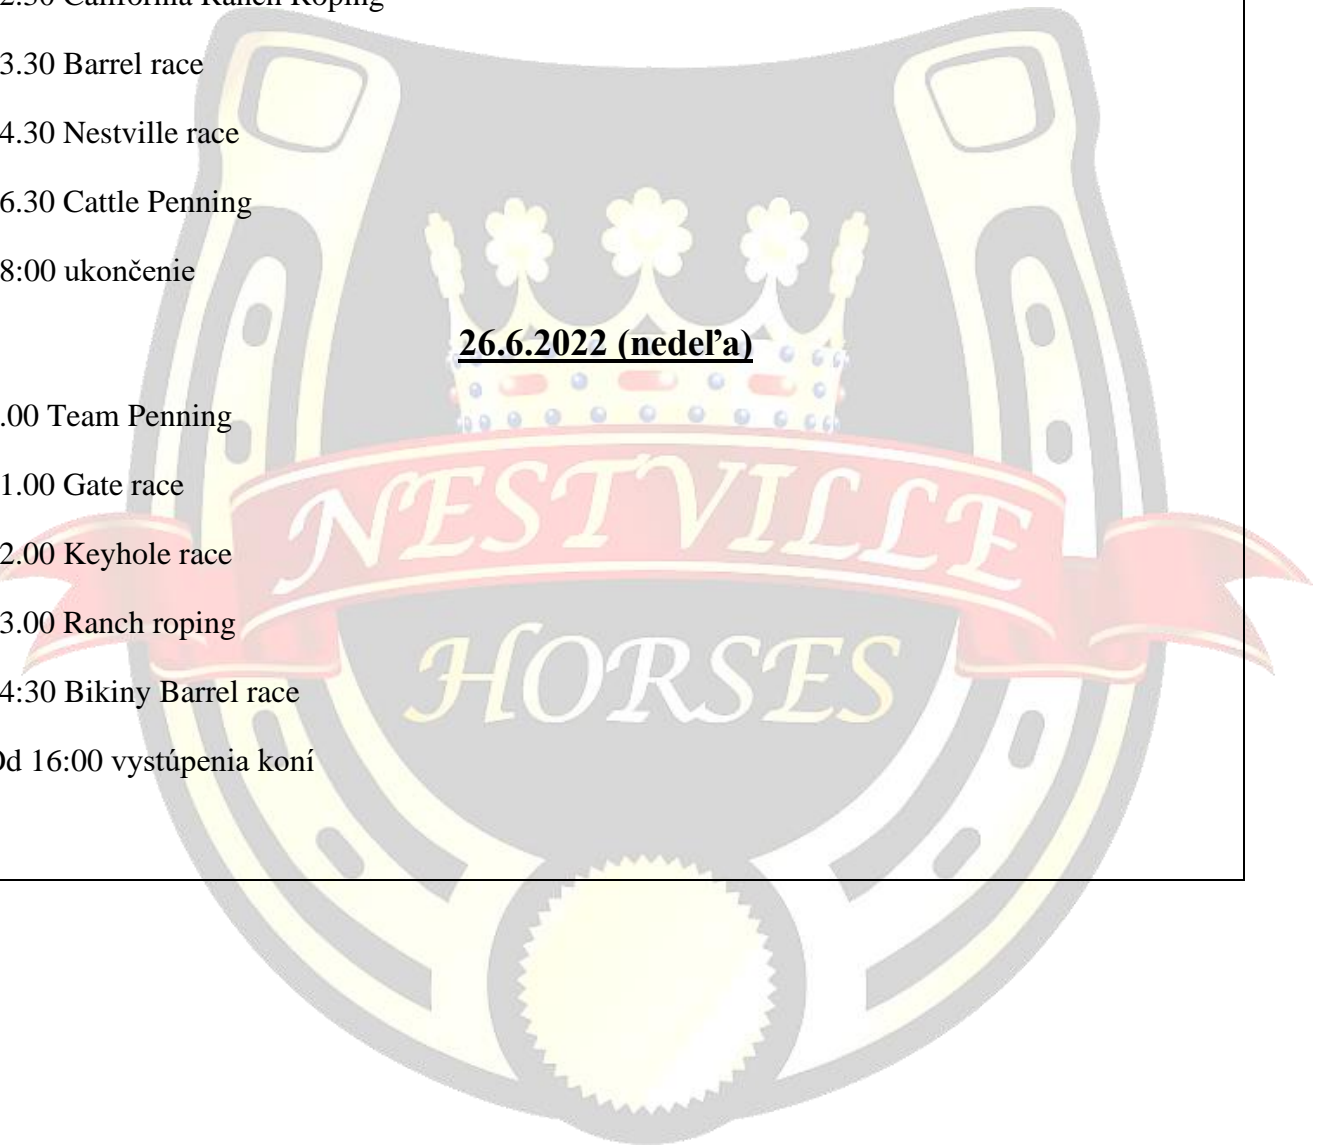 2.30 California Ranch Roping
3.30 Barrel race
4.30 Nestville race
6.30 Cattle Penning
8:00 ukončenie
26.6.2022 (nedeľa)
.00 Team Penning
1.00 Gate race
2.00 Keyhole race
3.00 Ranch roping
4:30 Bikiny Barrel race
Od 16:00 vystúpenia koní
NESTVILLE
HORSES